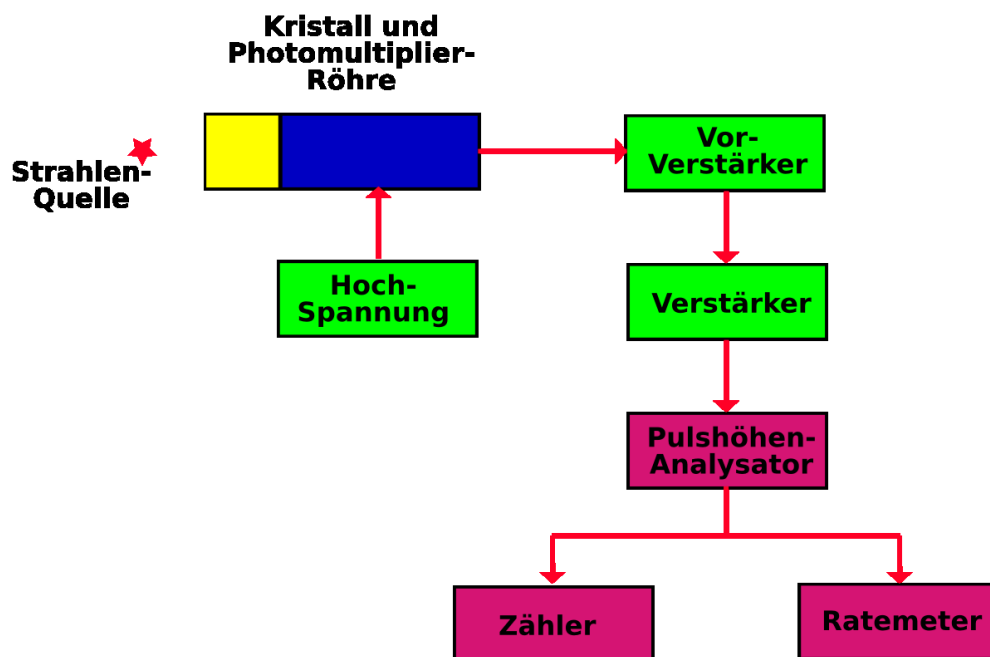 Kristall und
Photomultiplier-
Röhre
Strahlen-
Quelle
Vor-
Verstärker
Hoch-
Spannung
Verstärker
Pulshöhen-
Analysator
Zähler
Ratemeter